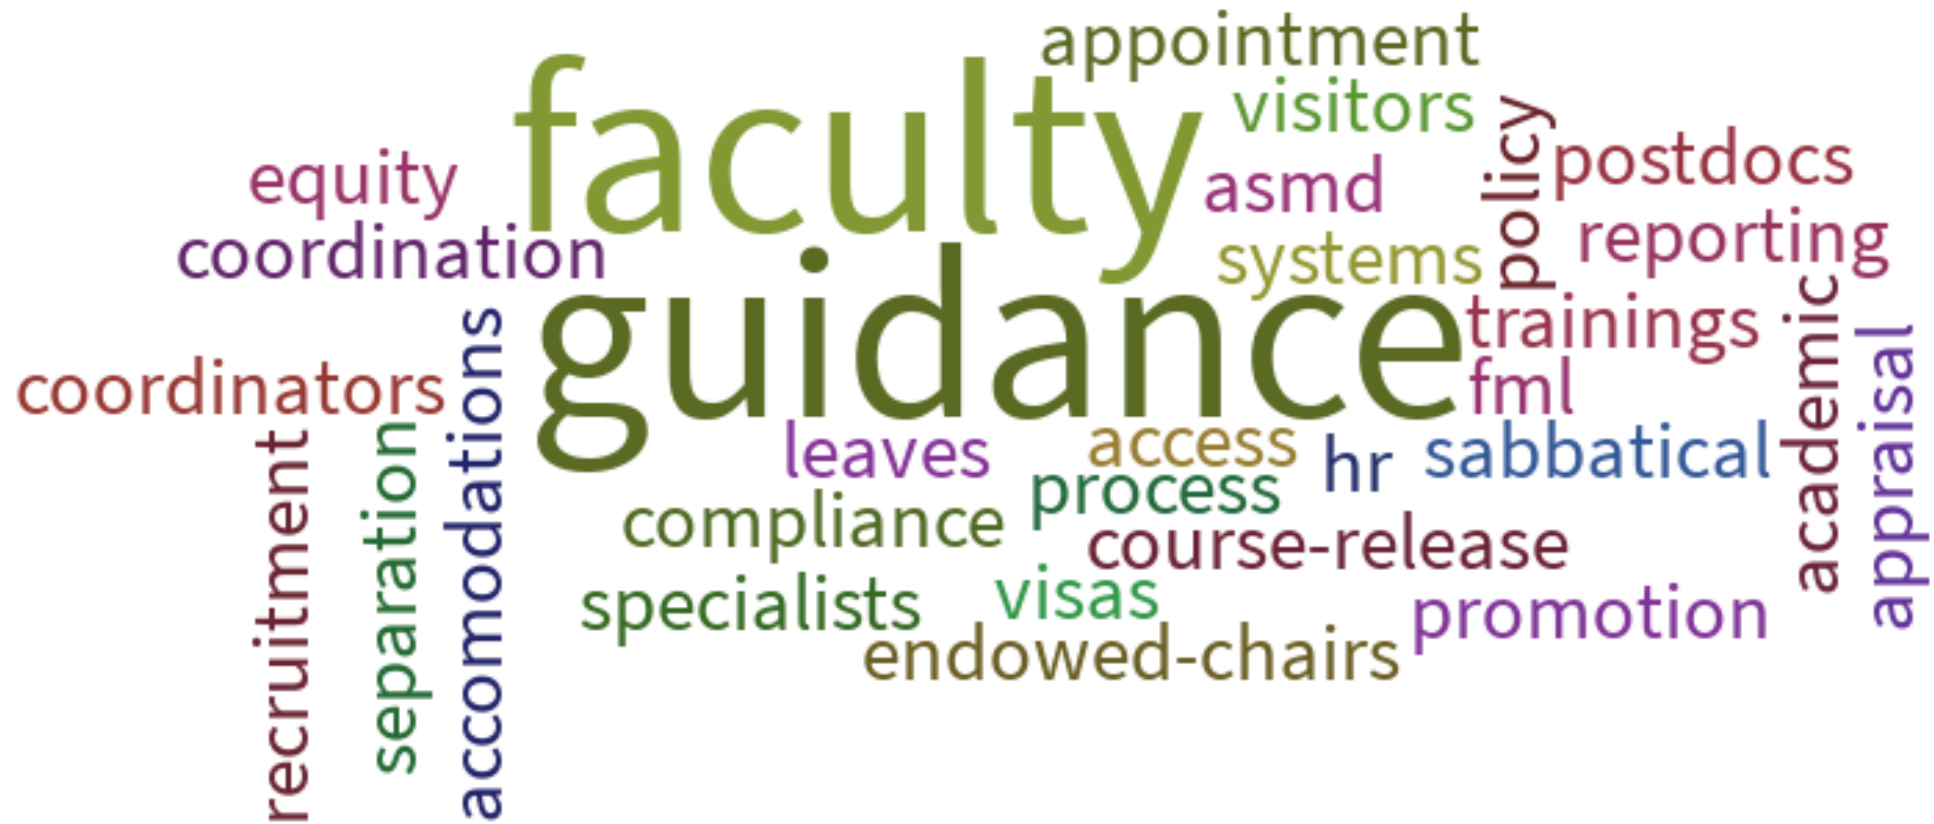 appointment
faculty
visitors
policy
postdocs
equity
asmd
reporting
coordination
systems
guidance
trainings
academic
appraisal
coordinators
accomodations
fml
recruitment
separation
leaves
access
hr
sabbatical
process
compliance
course-release
specialists
visas
promotion
endowed-chairs